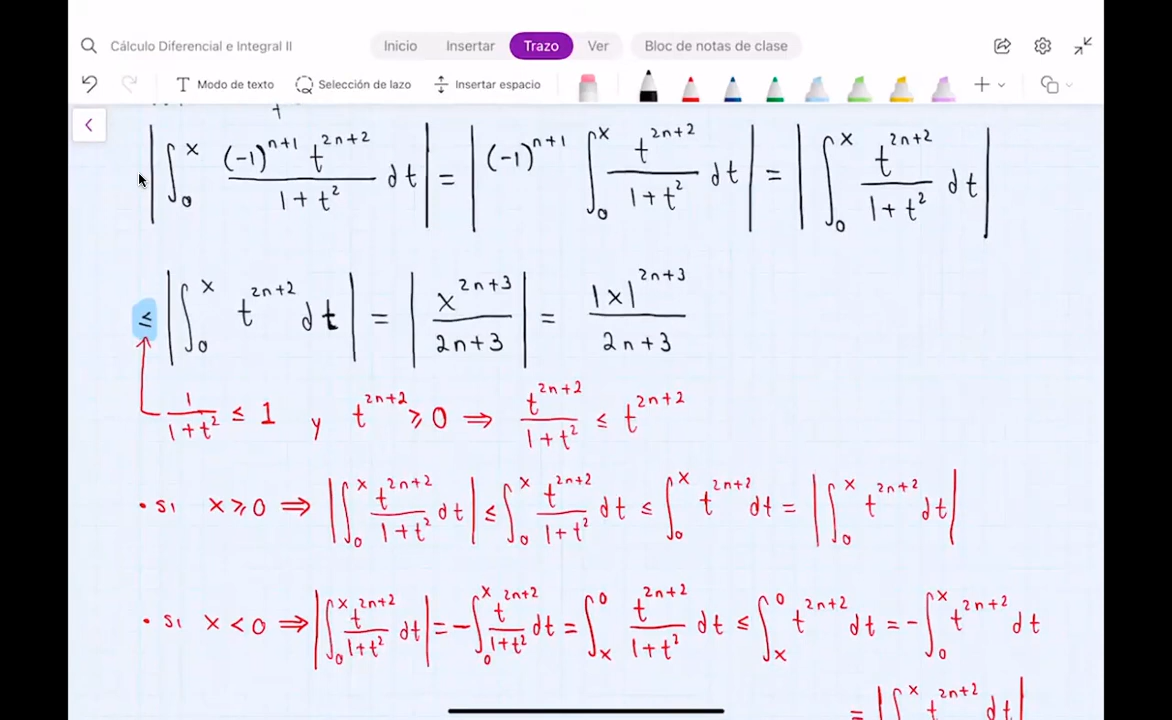 Cálculo Diferencial e Integral II Inicio Insertar Trazo Ver Bloc de notas de clase
Modo de texto Selección de lazo Insertar espacio
|∫₀ˣ (-1)ⁿ⁺¹ t²ⁿ⁺² / (1+t²) dt| = |(-1)ⁿ⁺¹ ∫₀ˣ t²ⁿ⁺² / (1+t²) dt| = |∫₀ˣ t²ⁿ⁺² / (1+t²) dt|
≤ |∫₀ˣ t²ⁿ⁺² dt| = |x²ⁿ⁺³ / (2n+3)| = |x|²ⁿ⁺³ / (2n+3)
1/(1+t²) ≤ 1 y t²ⁿ⁺² ≥ 0 ⇒ t²ⁿ⁺² / (1+t²) ≤ t²ⁿ⁺²
• si x ≥ 0 ⇒ |∫₀ˣ t²ⁿ⁺² / (1+t²) dt| ≤ ∫₀ˣ t²ⁿ⁺² / (1+t²) dt ≤ ∫₀ˣ t²ⁿ⁺² dt = |∫₀ˣ t²ⁿ⁺² dt|
• si x < 0 ⇒ |∫₀ˣ t²ⁿ⁺² / (1+t²) dt| = -∫₀ˣ t²ⁿ⁺² / (1+t²) dt = ∫ₓ⁰ t²ⁿ⁺² / (1+t²) dt ≤ ∫ₓ⁰ t²ⁿ⁺² dt = -∫₀ˣ t²ⁿ⁺² dt
= |∫ˣ t²ⁿ⁺² dt|